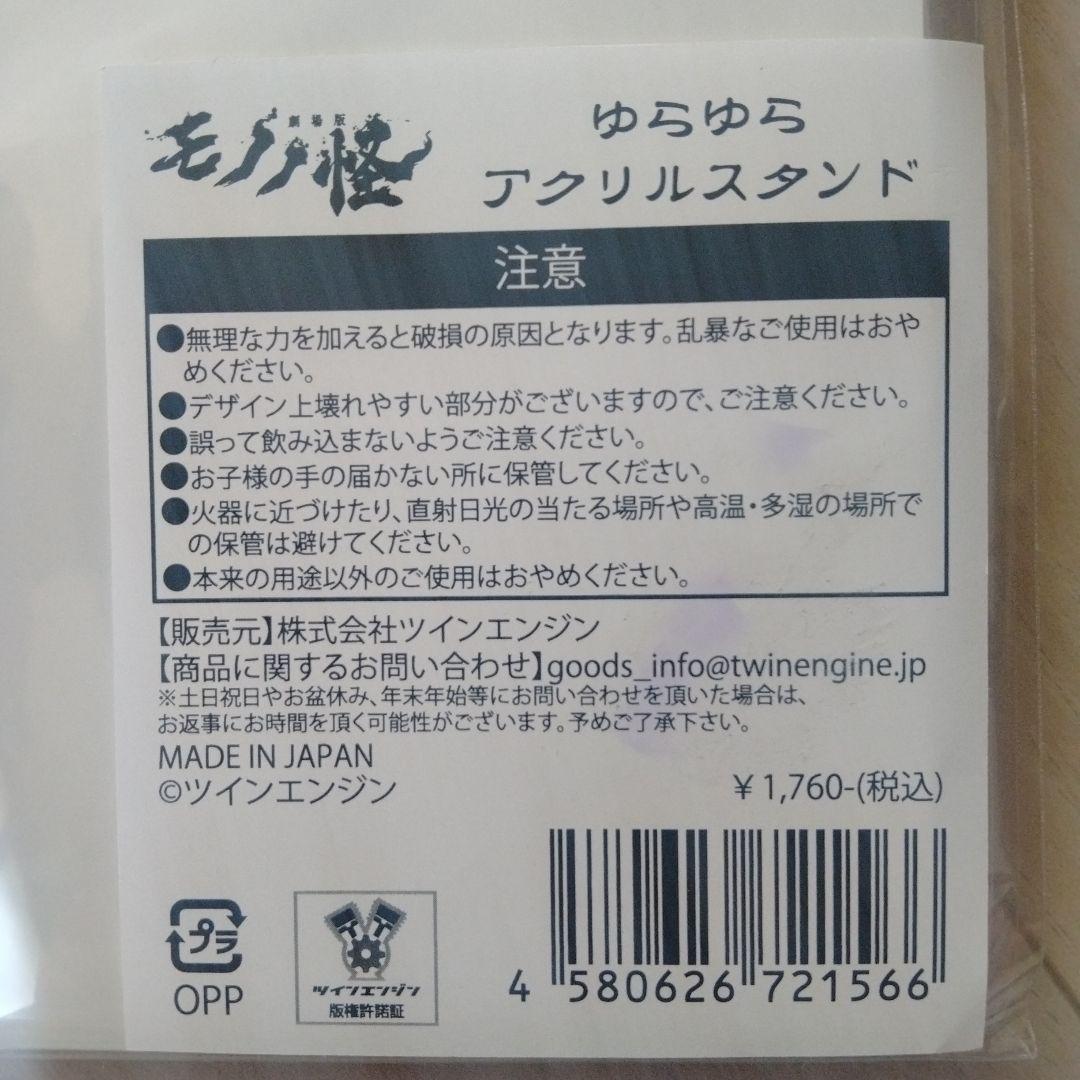 劇場版
モノノ怪
ゆらゆら
アクリルスタンド
注意
●無理な力を加えると破損の原因となります。乱暴なご使用はおや
めください。
●デザイン上壊れやすい部分がございますので、ご注意ください。
●誤って飲み込まないようご注意ください。
●お子様の手の届かない所に保管してください。
●火器に近づけたり、直射日光の当たる場所や高温・多湿の場所で
の保管は避けてください。
●本来の用途以外のご使用はおやめください。
【販売元】株式会社ツインエンジン
【商品に関するお問い合わせ】goods_info@twinengine.jp
※土日祝日やお盆休み、年末年始等にお問い合わせを頂いた場合は、
お返事にお時間を頂く可能性がございます。予めご了承下さい。
MADE IN JAPAN
©ツインエンジン
￥1,760-(税込)
プラ
OPP
ツインエンジン
版権許諾証
4 580626 721566